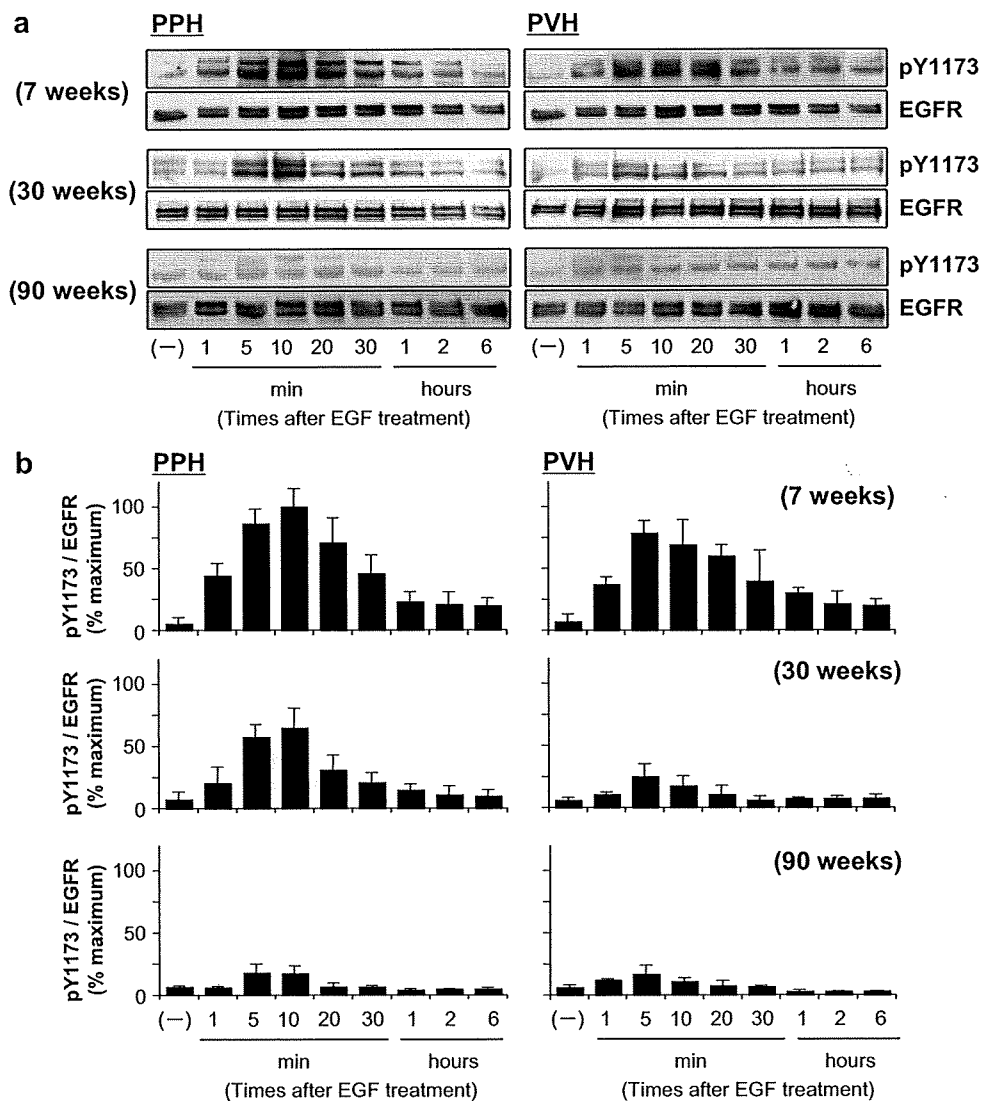 a
PPH PVH
(7 weeks) pY1173
EGFR
(30 weeks) pY1173
EGFR
(90 weeks) pY1173
EGFR
(—) 1 5 10 20 30 1 2 6 (—) 1 5 10 20 30 1 2 6
min hours min hours
(Times after EGF treatment) (Times after EGF treatment)
b
PPH PVH
(7 weeks)
pY1173 / EGFR
(% maximum)
100
50
0
(30 weeks)
pY1173 / EGFR
(% maximum)
100
50
0
(90 weeks)
pY1173 / EGFR
(% maximum)
100
50
0
(—) 1 5 10 20 30 1 2 6 (—) 1 5 10 20 30 1 2 6
min hours min hours
(Times after EGF treatment) (Times after EGF treatment)